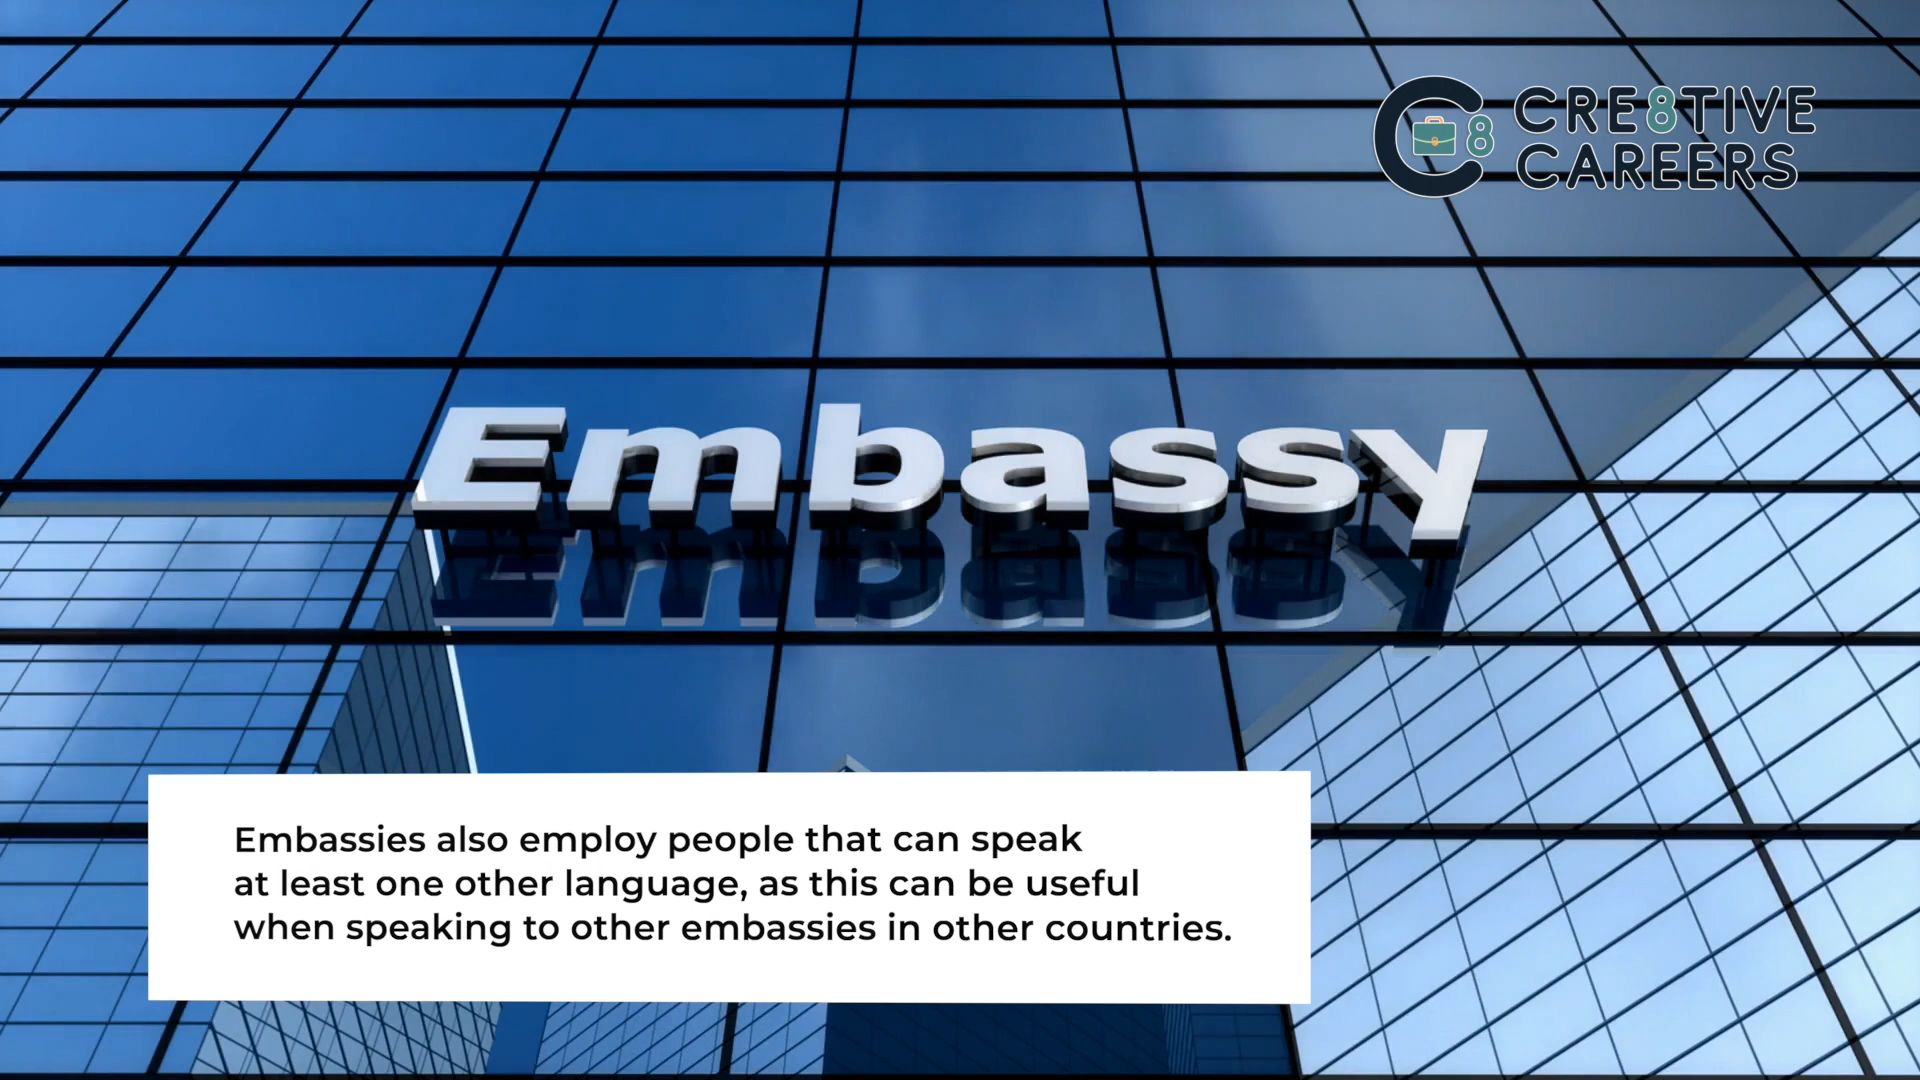 CRE8TIVE
CAREERS
8
Embassy
Embassies also employ people that can speak
at least one other language, as this can be useful
when speaking to other embassies in other countries.